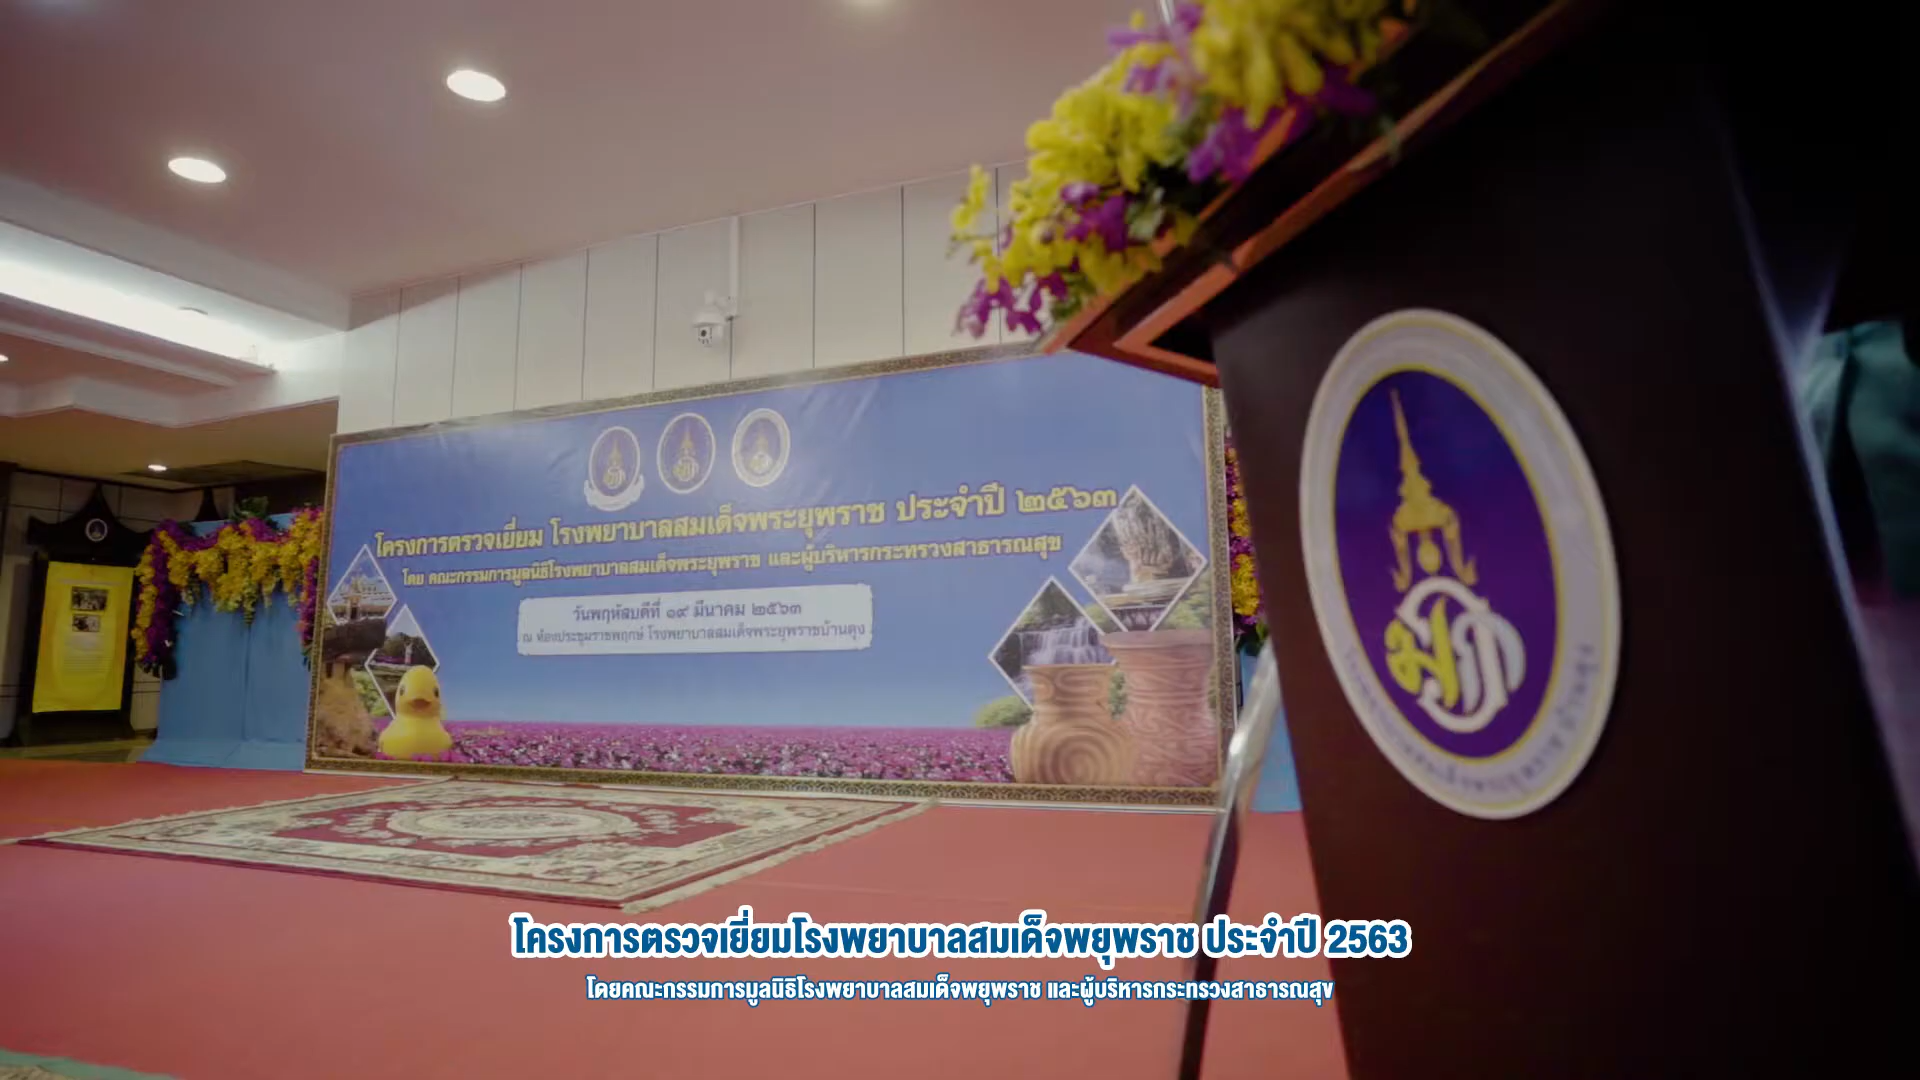 โครงการตรวจเยี่ยม โรงพยาบาลสมเด็จพระยุพราช ประจำปี ๒๕๖๓
โดย คณะกรรมการมูลนิธิโรงพยาบาลสมเด็จพระยุพราช และผู้บริหารกระทรวงสาธารณสุข
วันพฤหัสบดีที่ ๑๙ มีนาคม ๒๕๖๓
ณ ห้องประชุมราชพฤกษ์ โรงพยาบาลสมเด็จพระยุพราชบ้านดุง
โครงการตรวจเยี่ยมโรงพยาบาลสมเด็จพยุพราช ประจำปี 2563
โดยคณะกรรมการมูลนิธิโรงพยาบาลสมเด็จพยุพราช และผู้บริหารกระทรวงสาธารณสุข